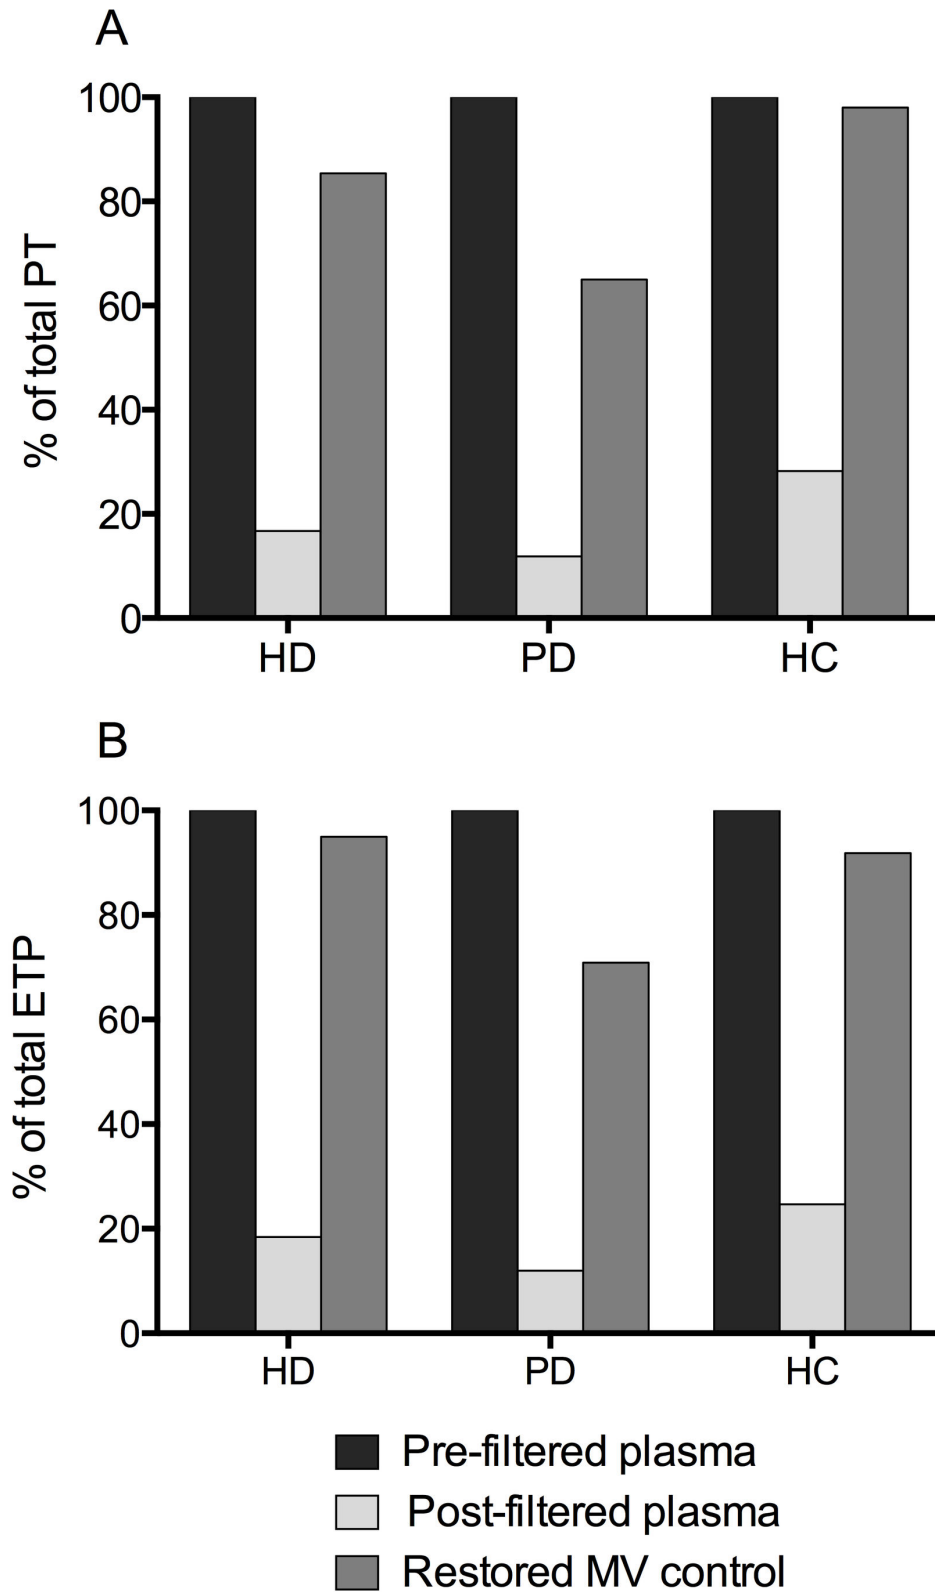 A
% of total PT
100
80
60
40
20
0
HD PD HC
B
% of total ETP
100
80
60
40
20
0
HD PD HC
Pre-filtered plasma
Post-filtered plasma
Restored MV control